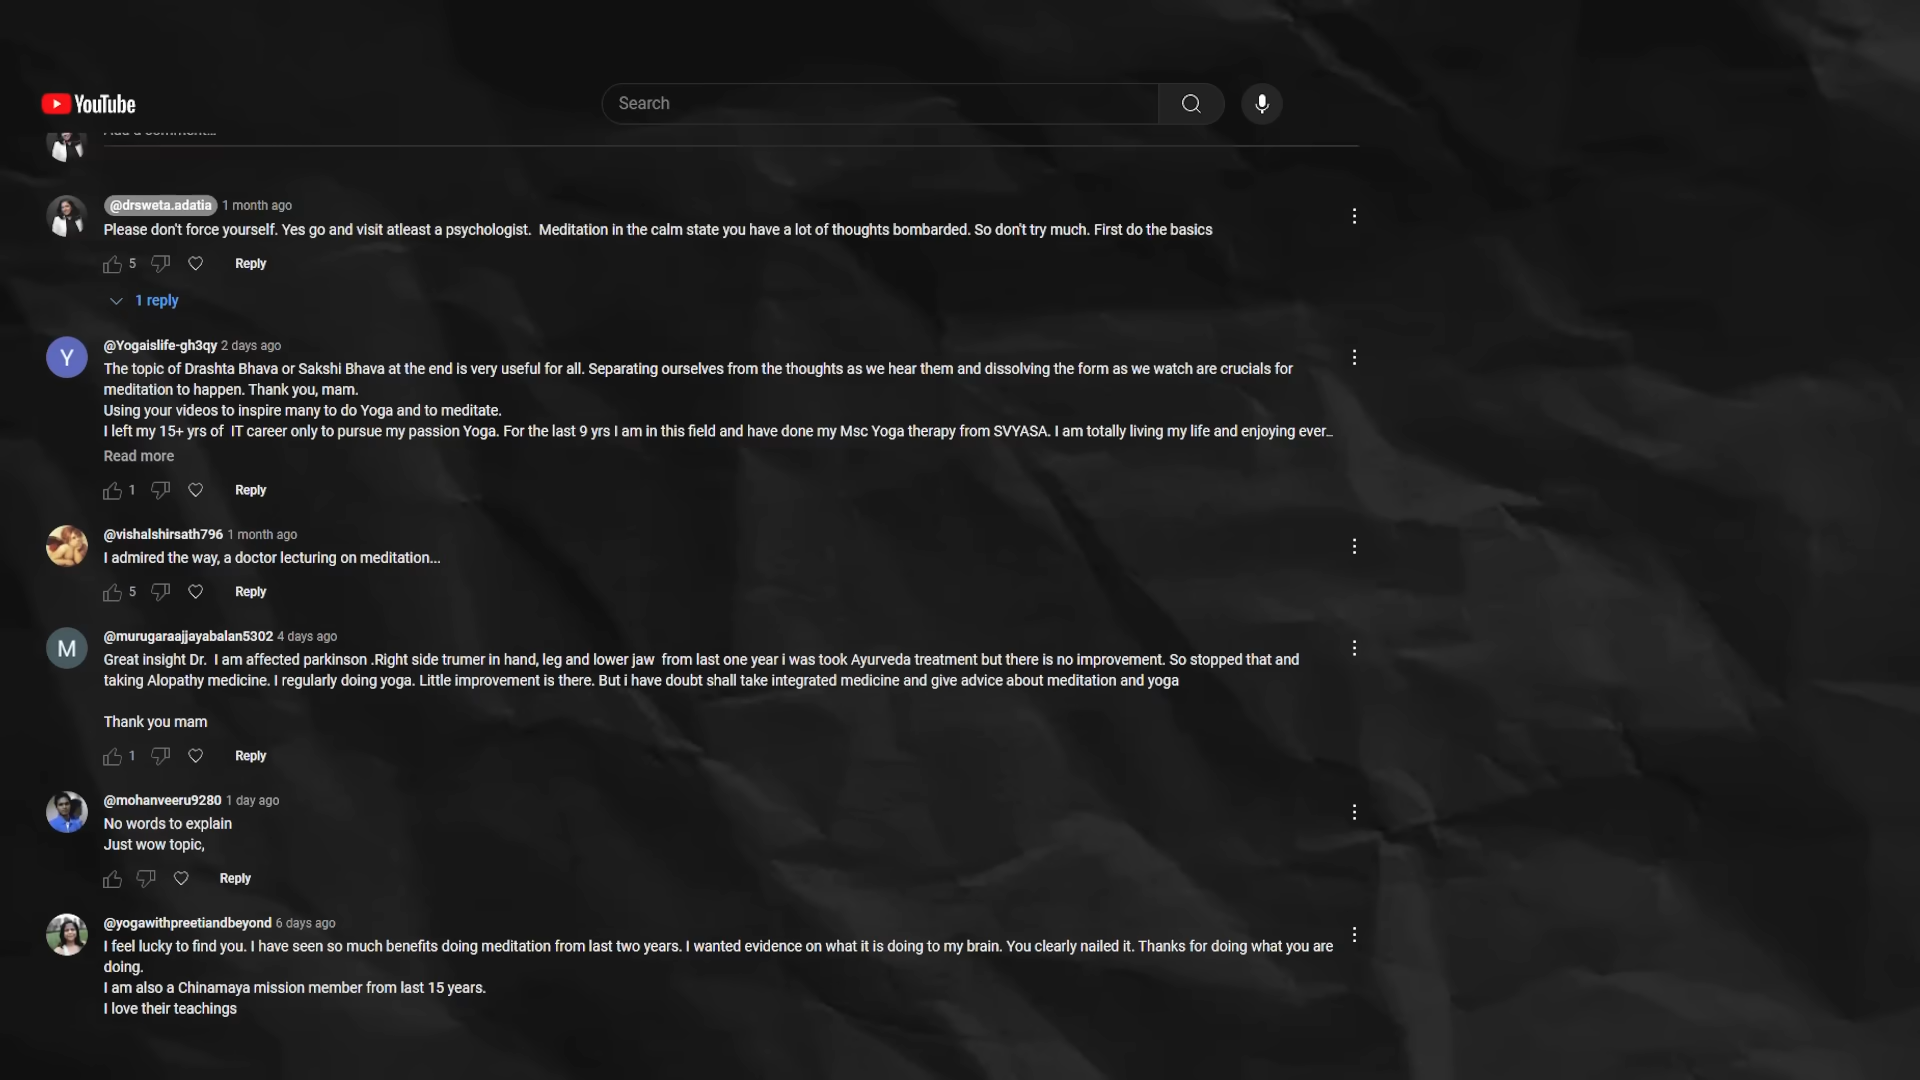 YouTube
Search
Add a comment...
@drsweta.adatia 1 month ago
Please don't force yourself. Yes go and visit atleast a psychologist. Meditation in the calm state you have a lot of thoughts bombarded. So don't try much. First do the basics
5 Reply
1 reply
Y
@Yogaislife-gh3qy 2 days ago
The topic of Drashta Bhava or Sakshi Bhava at the end is very useful for all. Separating ourselves from the thoughts as we hear them and dissolving the form as we watch are crucials for
meditation to happen. Thank you, mam.
Using your videos to inspire many to do Yoga and to meditate.
I left my 15+ yrs of IT career only to pursue my passion Yoga. For the last 9 yrs I am in this field and have done my Msc Yoga therapy from SVYASA. I am totally living my life and enjoying ever...
Read more
1 Reply
@vishalshirsath796 1 month ago
I admired the way, a doctor lecturing on meditation...
5 Reply
M
@murugaraajjayabalan5302 4 days ago
Great insight Dr. I am affected parkinson .Right side trumer in hand, leg and lower jaw from last one year i was took Ayurveda treatment but there is no improvement. So stopped that and
taking Alopathy medicine. I regularly doing yoga. Little improvement is there. But i have doubt shall take integrated medicine and give advice about meditation and yoga
Thank you mam
1 Reply
@mohanveeru9280 1 day ago
No words to explain
Just wow topic,
Reply
@yogawithpreetiandbeyond 6 days ago
I feel lucky to find you. I have seen so much benefits doing meditation from last two years. I wanted evidence on what it is doing to my brain. You clearly nailed it. Thanks for doing what you are
doing.
I am also a Chinamaya mission member from last 15 years.
I love their teachings